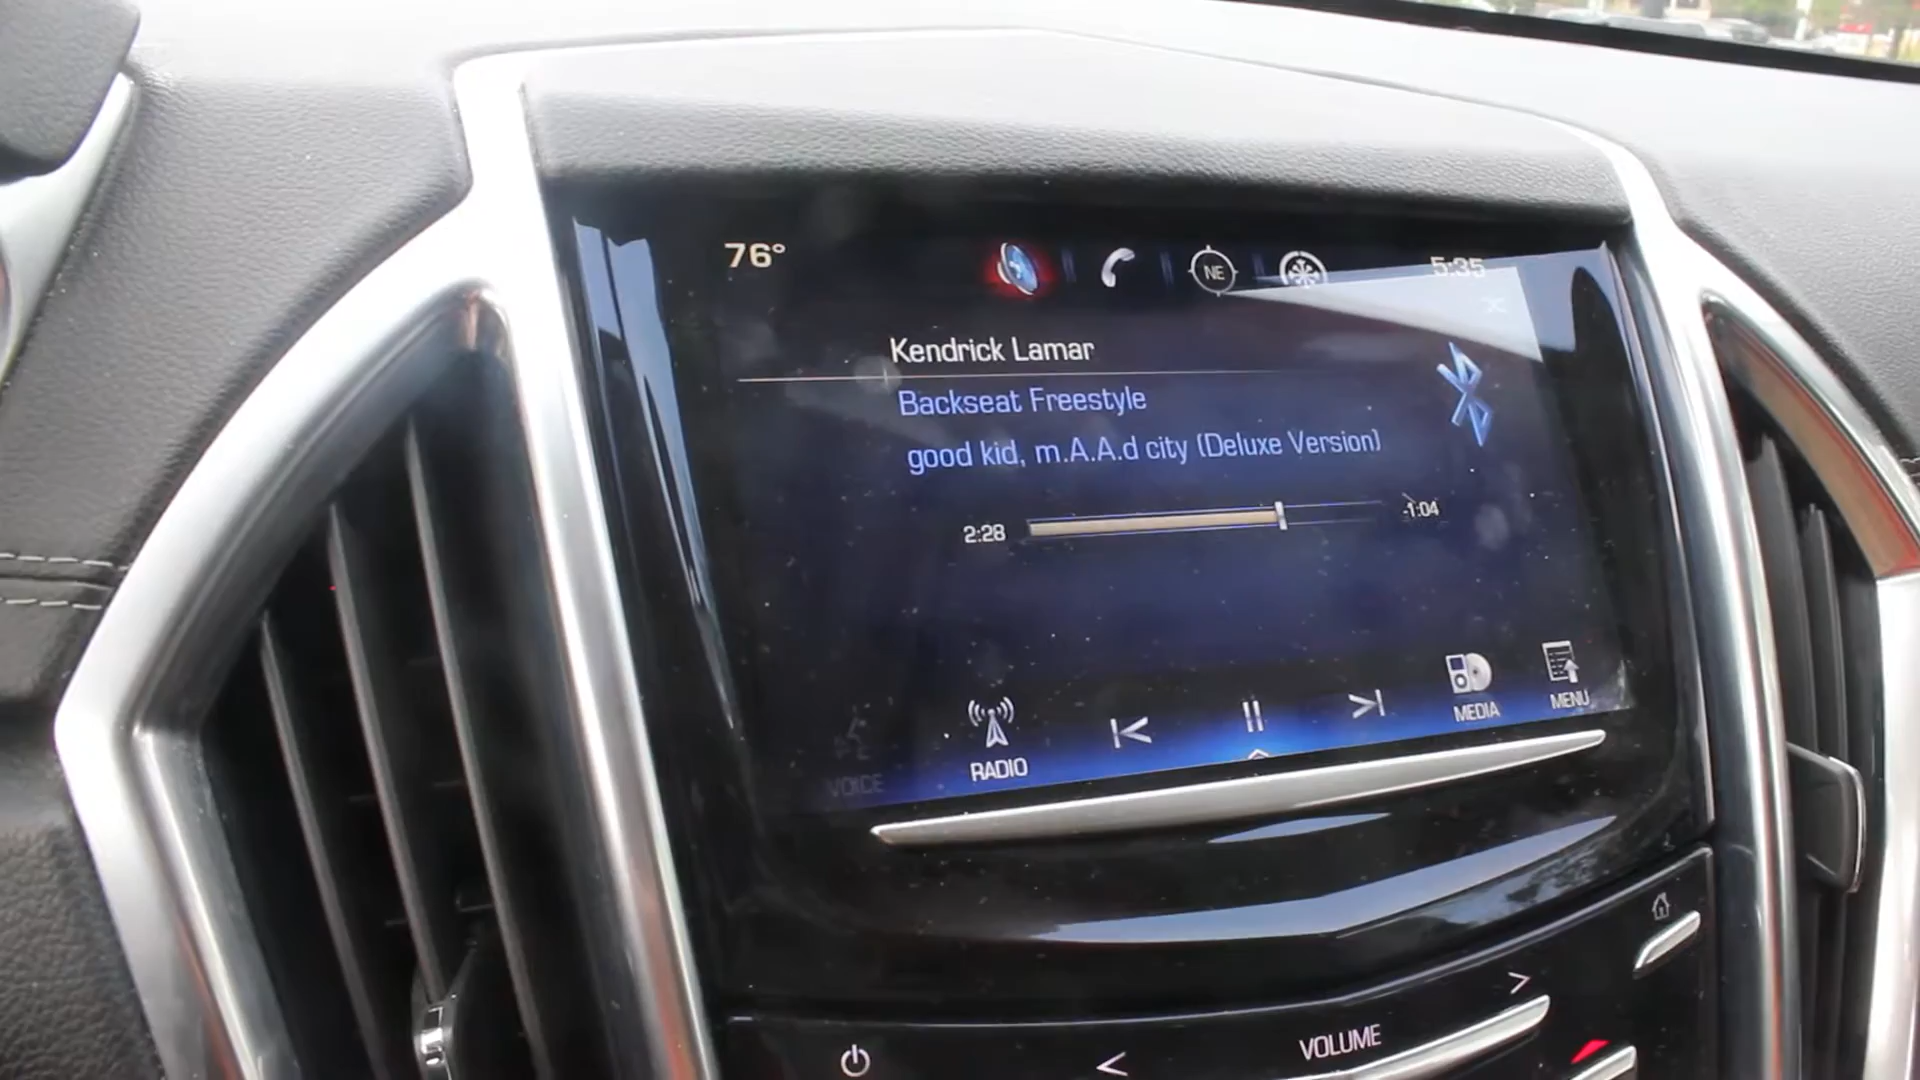 76°
NE
5:35
Kendrick Lamar
Backseat Freestyle
good kid, m.A.A.d city (Deluxe Version)
2:28
-1:04
VOICE
RADIO
MEDIA
MENU
VOLUME